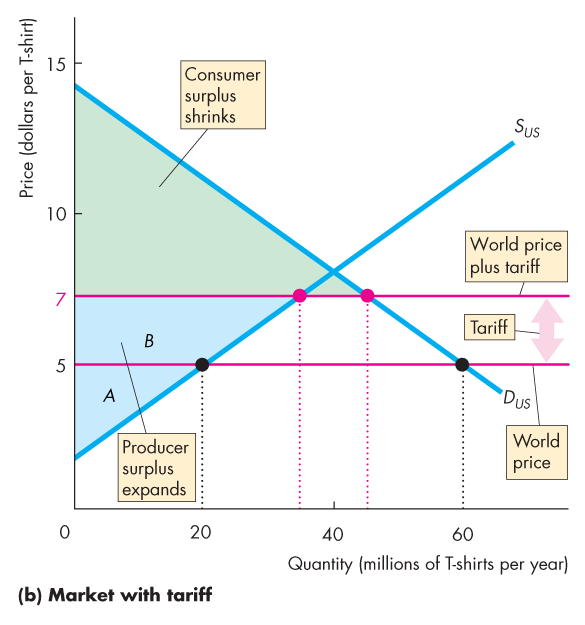 Price (dollars per T-shirt)
15
Consumer
surplus
shrinks
S_US
10
World price
plus tariff
7
Tariff
B
5
A
D_US
World
price
Producer
surplus
expands
0
20
40
60
Quantity (millions of T-shirts per year)
(b) Market with tariff